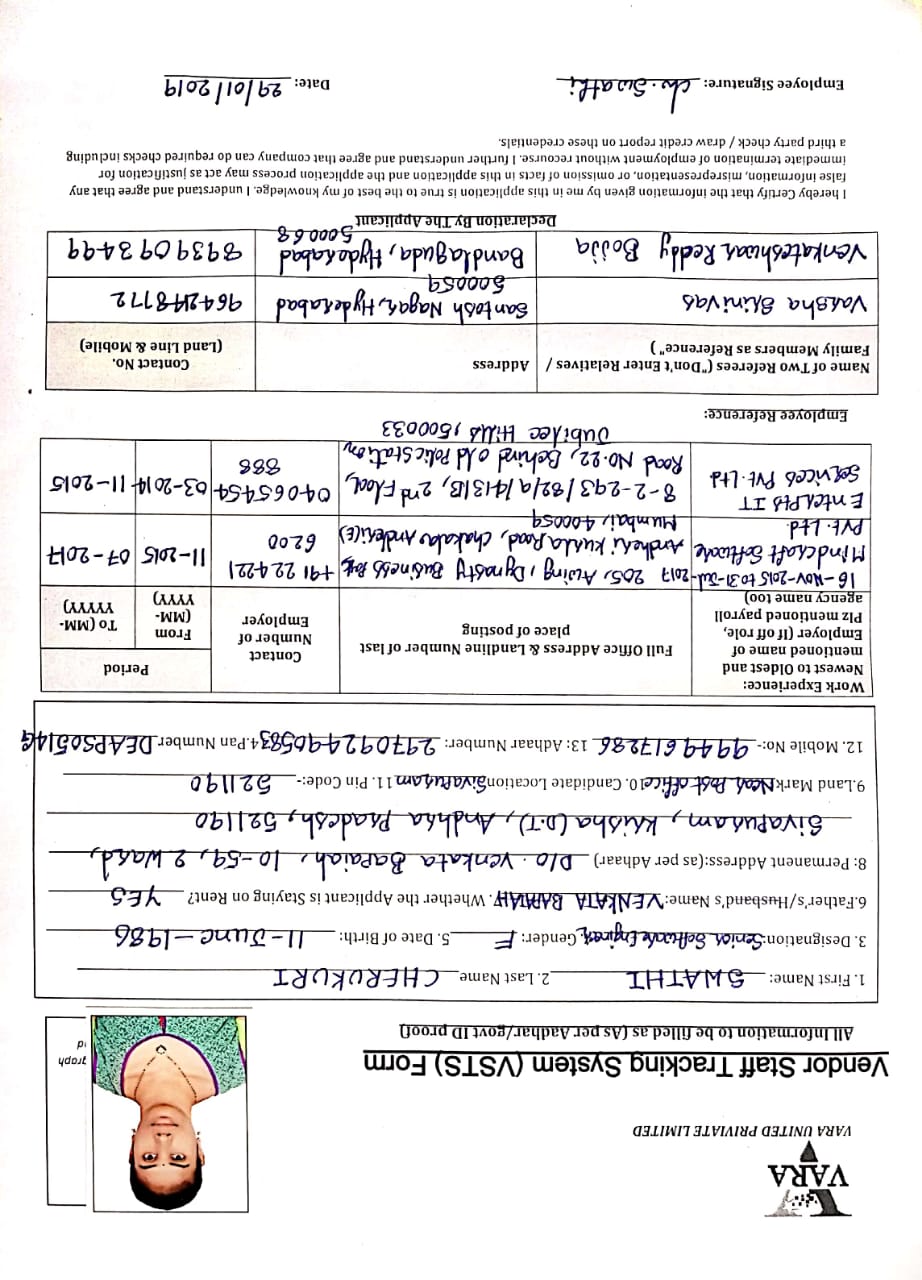 VARA
VARA UNITED PRIVIATE LIMITED
Vendor Staff Tracking System (VSTS) Form
All Information to be filled as (As per Aadhar/govt ID proof)
graph
1. First Name: SWATHI 2. Last Name CHERUKURI
3. Designation: Senior Software Engineer Gender: F 5. Date of Birth: 11-June-1986
6.Father's/Husband's Name: VENKATA BAPAIAH. Whether the Applicant is Staying on Rent? YES
8: Permanent Address:(as per Adhaar) D/o Venkata Bapaiah, 10-59, 2 Ward,
Sivapuram, Krisha (D.T), Andhra Pradesh, 521190
9.Land Mark Near Post office 10. Candidate Location Sivapuram 11. Pin Code:- 521190
12. Mobile No:- 9949617286 13: Adhaar Number: 297092490583 4.Pan Number DEAPS0514G
Work Experience:
Newest to Oldest and
mentioned name of
Employer (If off role,
Plz mentioned payroll
agency name too)
Full Office Address & Landline Number of last
place of posting
Contact
Number of
Employer
Period
From
(MM-
YYYY)
To (MM-
YYYYY)
16-Nov-2015 to 31-Jul-2017
Mindcraft Software
Pvt. Ltd.
205, Awing, Dynasty Business
Andheri Kurla Road, Chakala Andheri(E)
Mumbai, 400059
+91 22 4221
6200
11-2015
07-2017
EnterPIS IT
Services Pvt. Ltd
8-2-293/82/a/413/B, 2nd Floor,
Road NO.22, Behind old Police Station,
Jubilee Hills, 500033
04065454
888
03-2014
11-2015
Employee Reference:
Name of Two Referees ("Don't Enter Relatives /
Family Members as Reference")
Address
Contact No.
(Land Line & Mobile)
Varsha Srinivas
Santosh Nagar, Hyderabad
500059
9642148772
Venkateshwar Reddy Bojja
Bandlaguda, Hyderabad
500068
8939093499
Declaration By The Applicant
I hereby Certify that the information given by me in this application is true to the best of my knowledge. I understand and agree that any
false information, misrepresentation, or omission of facts in this application and the application process may act as justification for
immediate termination of employment without recourse. I further understand and agree that company can do required checks including
a third party check / draw credit report on these credentials.
Employee Signature: Ch. Swathi Date: 29/01/2019